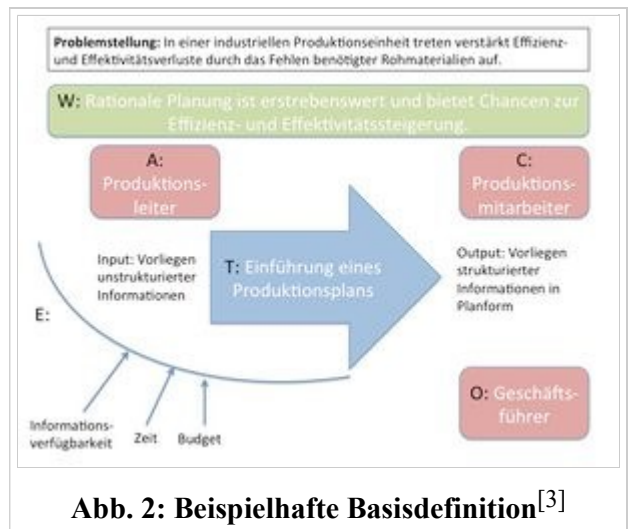 Problemstellung: In einer industriellen Produktionseinheit treten verstärkt Effizienz-
und Effektivitätsverluste durch das Fehlen benötigter Rohmaterialien auf.
W: Rationale Planung ist erstrebenswert und bietet Chancen zur
Effizienz- und Effektivitätssteigerung.
A:
Produktions-
leiter
C:
Produktions-
mitarbeiter
Input: Vorliegen
unstrukturierter
Informationen
T: Einführung eines
Produktionsplans
Output: Vorliegen
strukturierter
Informationen in
Planform
E:
O: Geschäfts-
führer
Informations-
verfügbarkeit
Zeit
Budget
Abb. 2: Beispielhafte Basisdefinition[3]